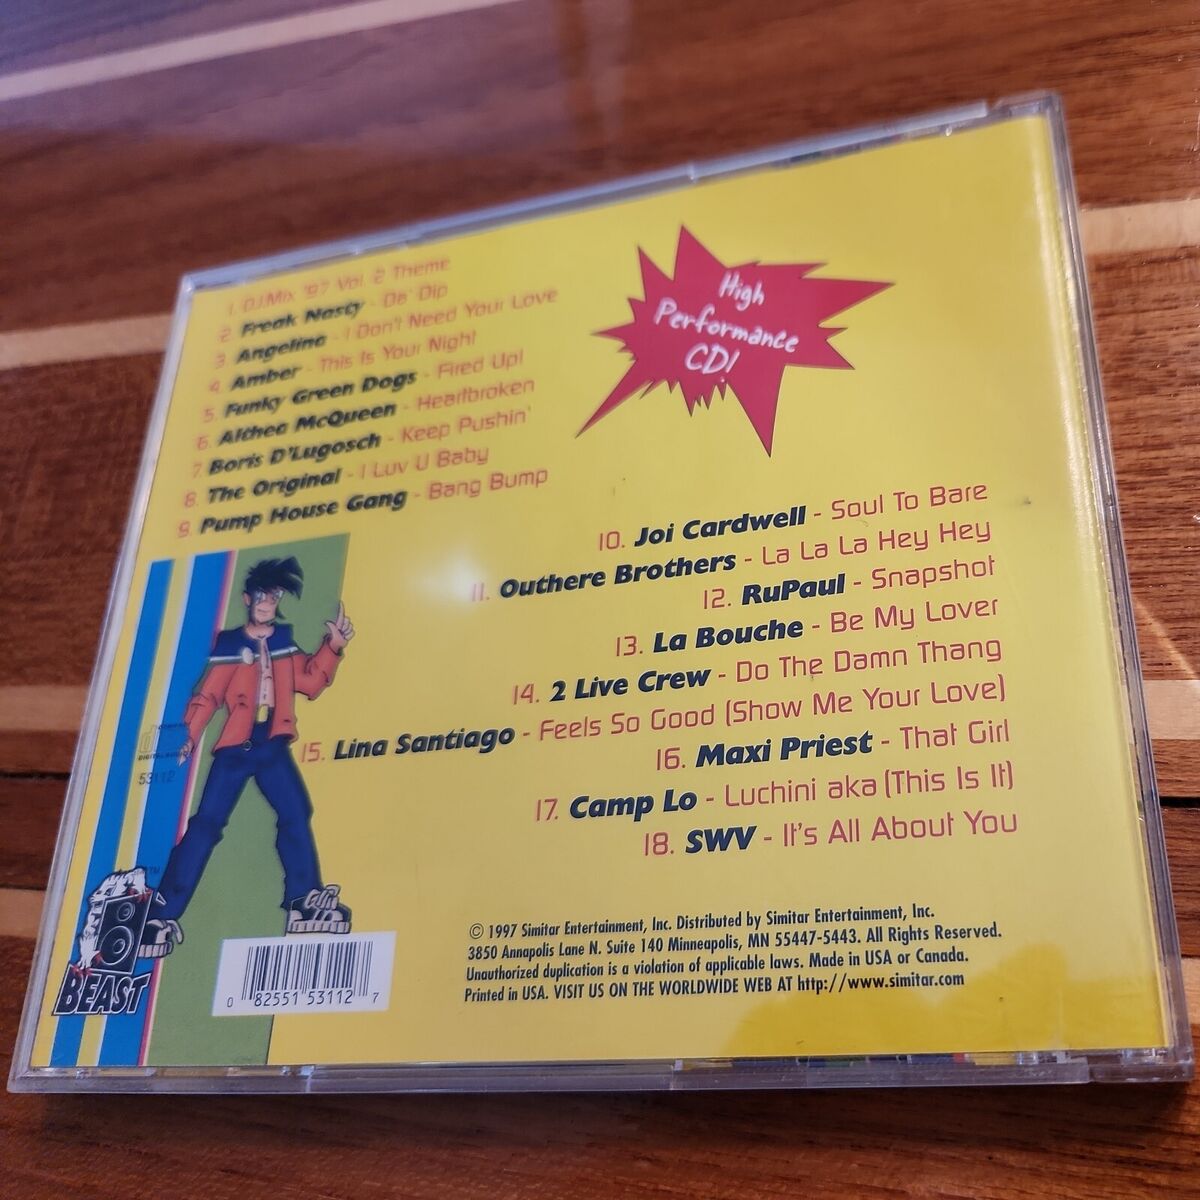 1. DJMix '97 Vol. 2 Theme
2. Freak Nasty - Da' Dip
3. Angelina - I Don't Need Your Love
4. Amber - This Is Your Night
5. Funky Green Dogs - Fired Up!
6. Althea McQueen - Heartbroken
7. Boris D'Lugosch - Keep Pushin'
8. The Original - I Luv U Baby
9. Pump House Gang - Bang Bump
High
Performance
CD!
10. Joi Cardwell - Soul To Bare
11. Outhere Brothers - La La La Hey Hey
12. RuPaul - Snapshot
13. La Bouche - Be My Lover
14. 2 Live Crew - Do The Damn Thang
15. Lina Santiago - Feels So Good (Show Me Your Love)
16. Maxi Priest - That Girl
17. Camp Lo - Luchini aka (This Is It)
18. SWV - It's All About You
DIGITAL AUDIO
53112
TM
BEAST
0 82551 53112 7
© 1997 Simitar Entertainment, Inc. Distributed by Simitar Entertainment, Inc.
3850 Annapolis Lane N. Suite 140 Minneapolis, MN 55447-5443. All Rights Reserved.
Unauthorized duplication is a violation of applicable laws. Made in USA or Canada.
Printed in USA. VISIT US ON THE WORLDWIDE WEB AT http://www.simitar.com